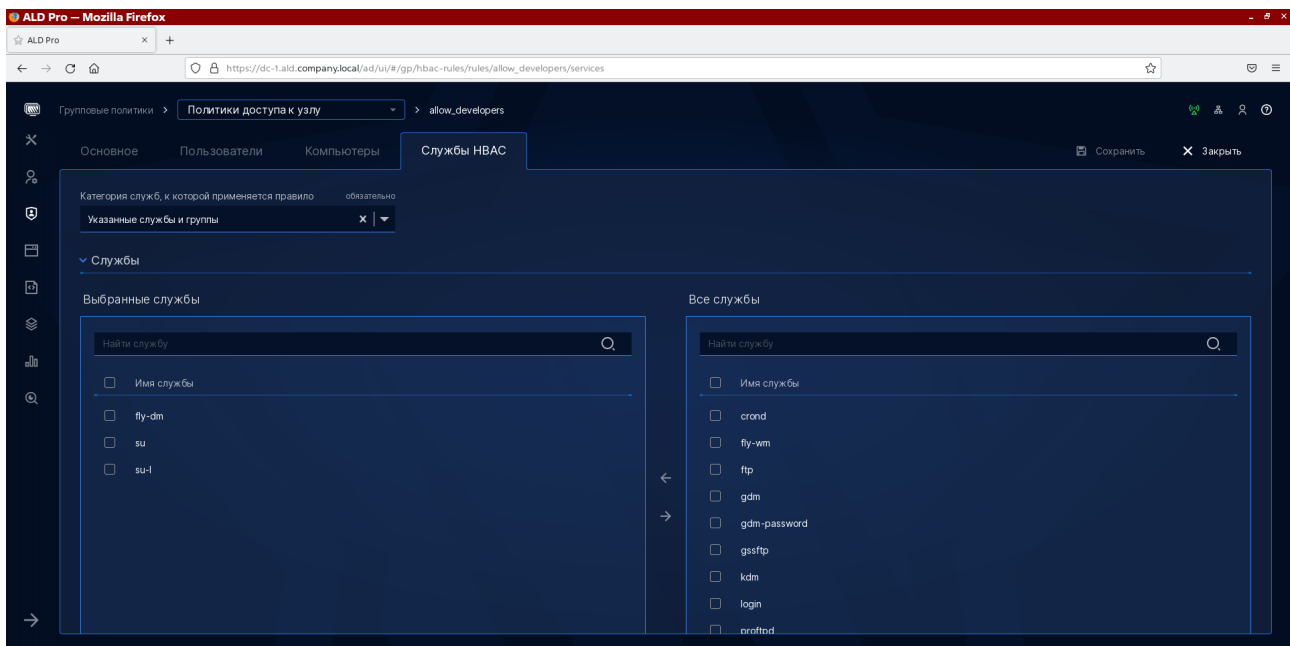 ALD Pro — Mozilla Firefox
ALD Pro
https://dc-1.ald.company.local/ad/ui/#/gp/hbac-rules/rules/allow_developers/services
Групповые политики > Политики доступа к узлу > allow_developers
Основное Пользователи Компьютеры Службы HBAC Сохранить Закрыть
Категория служб, к которой применяется правило обязательно
Указанные службы и группы
Службы
Выбранные службы
Найти службу
Имя службы
fly-dm
su
su-l
Все службы
Найти службу
Имя службы
crond
fly-wm
ftp
gdm
gdm-password
gssftp
kdm
login
proftpd